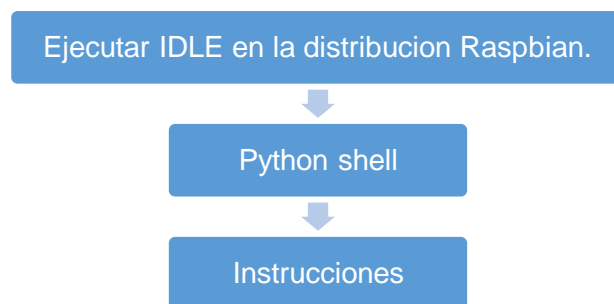 Ejecutar IDLE en la distribucion Raspbian.
Python shell
Instrucciones